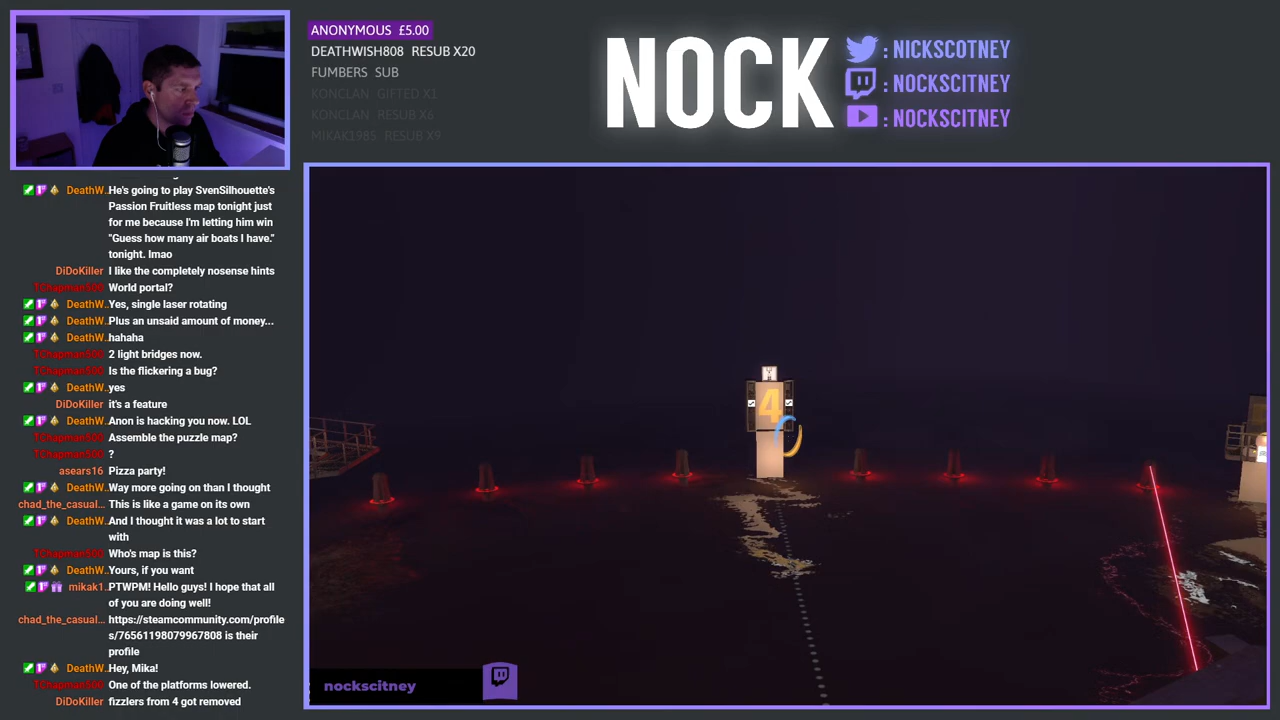 ANONYMOUS £5.00
DEATHWISH808 RESUB X20
FUMBERS SUB
KONCLAN GIFTED X1
KONCLAN RESUB X6
MIKAK1985 RESUB X9
NOCK
: NICKSCOTNEY
: NOCKSCITNEY
: NOCKSCITNEY
DeathW.. He's going to play SvenSilhouette's
Passion Fruitless map tonight just
for me because I'm letting him win
"Guess how many air boats I have."
tonight. lmao
DiDoKiller I like the completely nosense hints
TChapman500 World portal?
DeathW.. Yes, single laser rotating
DeathW.. Plus an unsaid amount of money...
DeathW.. hahaha
TChapman500 2 light bridges now.
TChapman500 Is the flickering a bug?
DeathW.. yes
DiDoKiller it's a feature
DeathW.. Anon is hacking you now. LOL
TChapman500 Assemble the puzzle map?
TChapman500 ?
asears16 Pizza party!
DeathW.. Way more going on than I thought
chad_the_casual... This is like a game on its own
DeathW.. And I thought it was a lot to start
with
TChapman500 Who's map is this?
DeathW.. Yours, if you want
mikak1.. PTWPM! Hello guys! I hope that all
of you are doing well!
chad_the_casual... https://steamcommunity.com/profile
s/76561198079967808 is their
profile
DeathW.. Hey, Mika!
TChapman500 One of the platforms lowered.
DiDoKiller fizzlers from 4 got removed
4
nockscitney